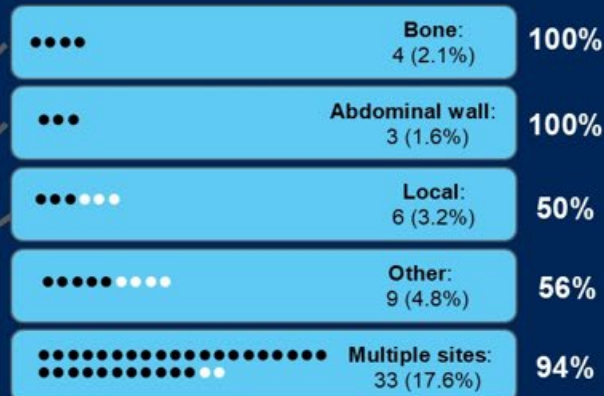 Bone:
4 (2.1%)
100%
Abdominal wall:
3 (1.6%)
100%
Local:
6 (3.2%)
50%
Other:
9 (4.8%)
56%
Multiple sites:
33 (17.6%)
94%